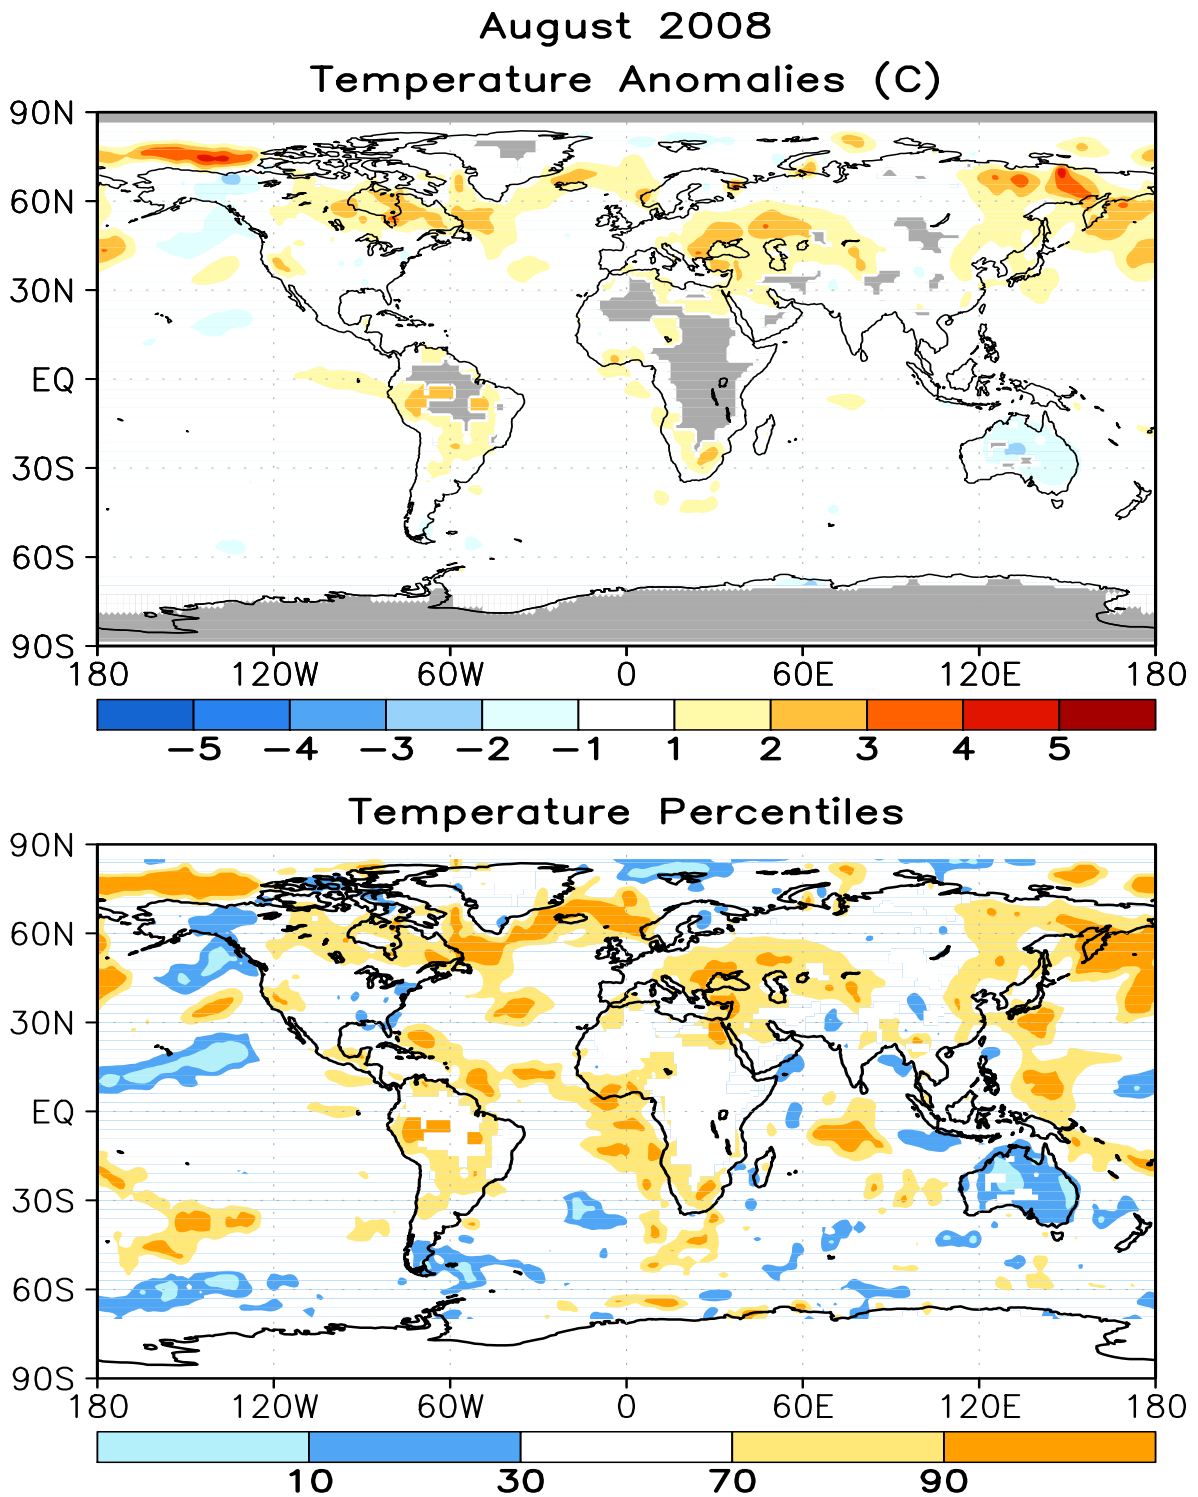 August 2008
Temperature Anomalies (C)
90N
60N
30N
EQ
30S
60S
90S
180 120W 60W 0 60E 120E 180
-5 -4 -3 -2 -1 1 2 3 4 5
Temperature Percentiles
90N
60N
30N
EQ
30S
60S
90S
180 120W 60W 0 60E 120E 180
10 30 70 90